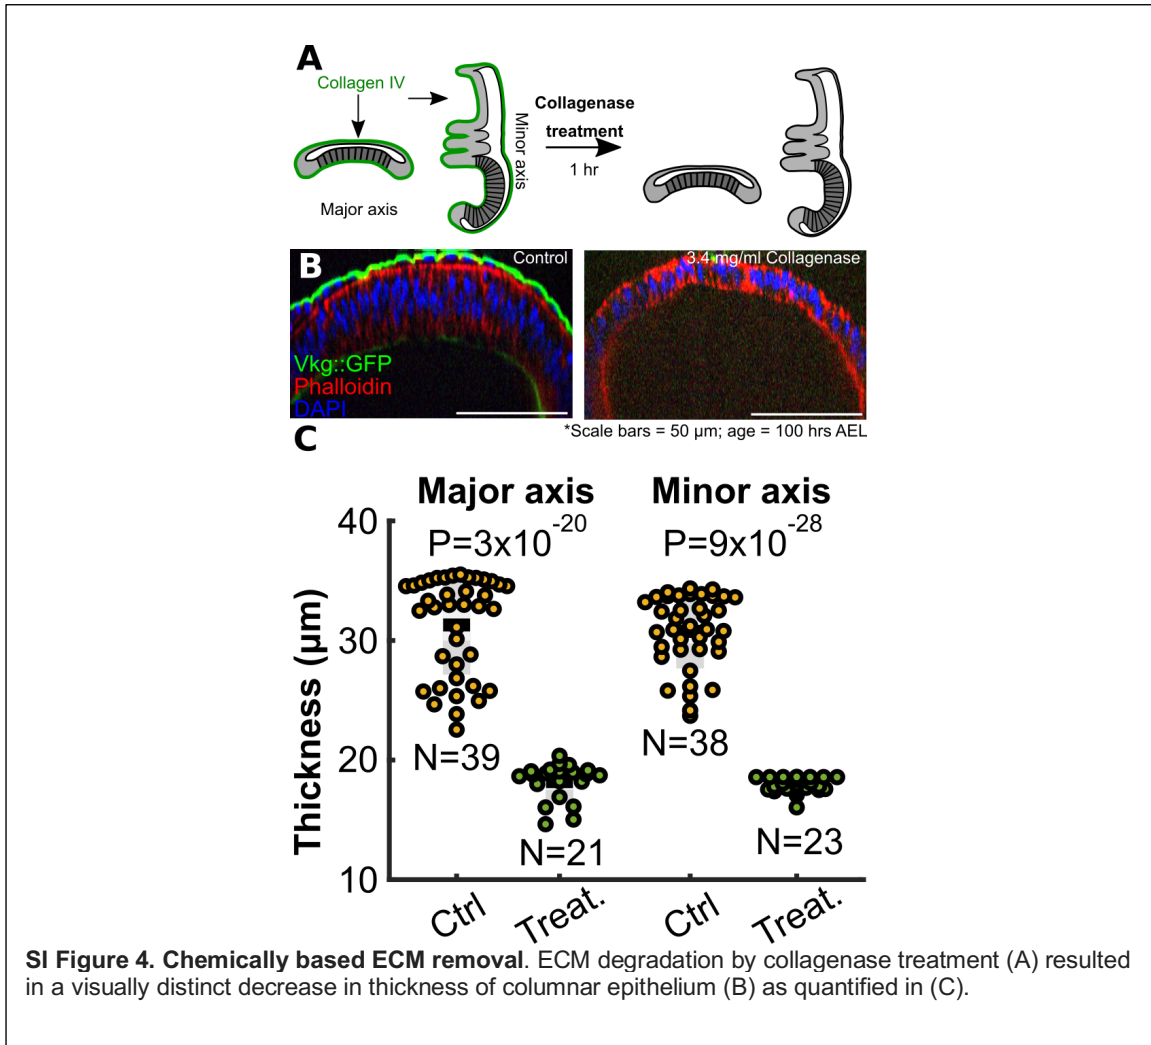 A
Collagen IV
Minor axis
Major axis
Collagenase
treatment
1 hr
B
Control
Vkg::GFP
Phalloidin
DAPI
3.4 mg/ml Collagenase
*Scale bars = 50 µm; age = 100 hrs AEL
C
Major axis
Minor axis
P=3x10^-20
P=9x10^-28
Thickness (µm)
40
30
20
10
N=39
N=21
N=38
N=23
Ctrl
Treat.
Ctrl
Treat.
SI Figure 4. Chemically based ECM removal. ECM degradation by collagenase treatment (A) resulted
in a visually distinct decrease in thickness of columnar epithelium (B) as quantified in (C).